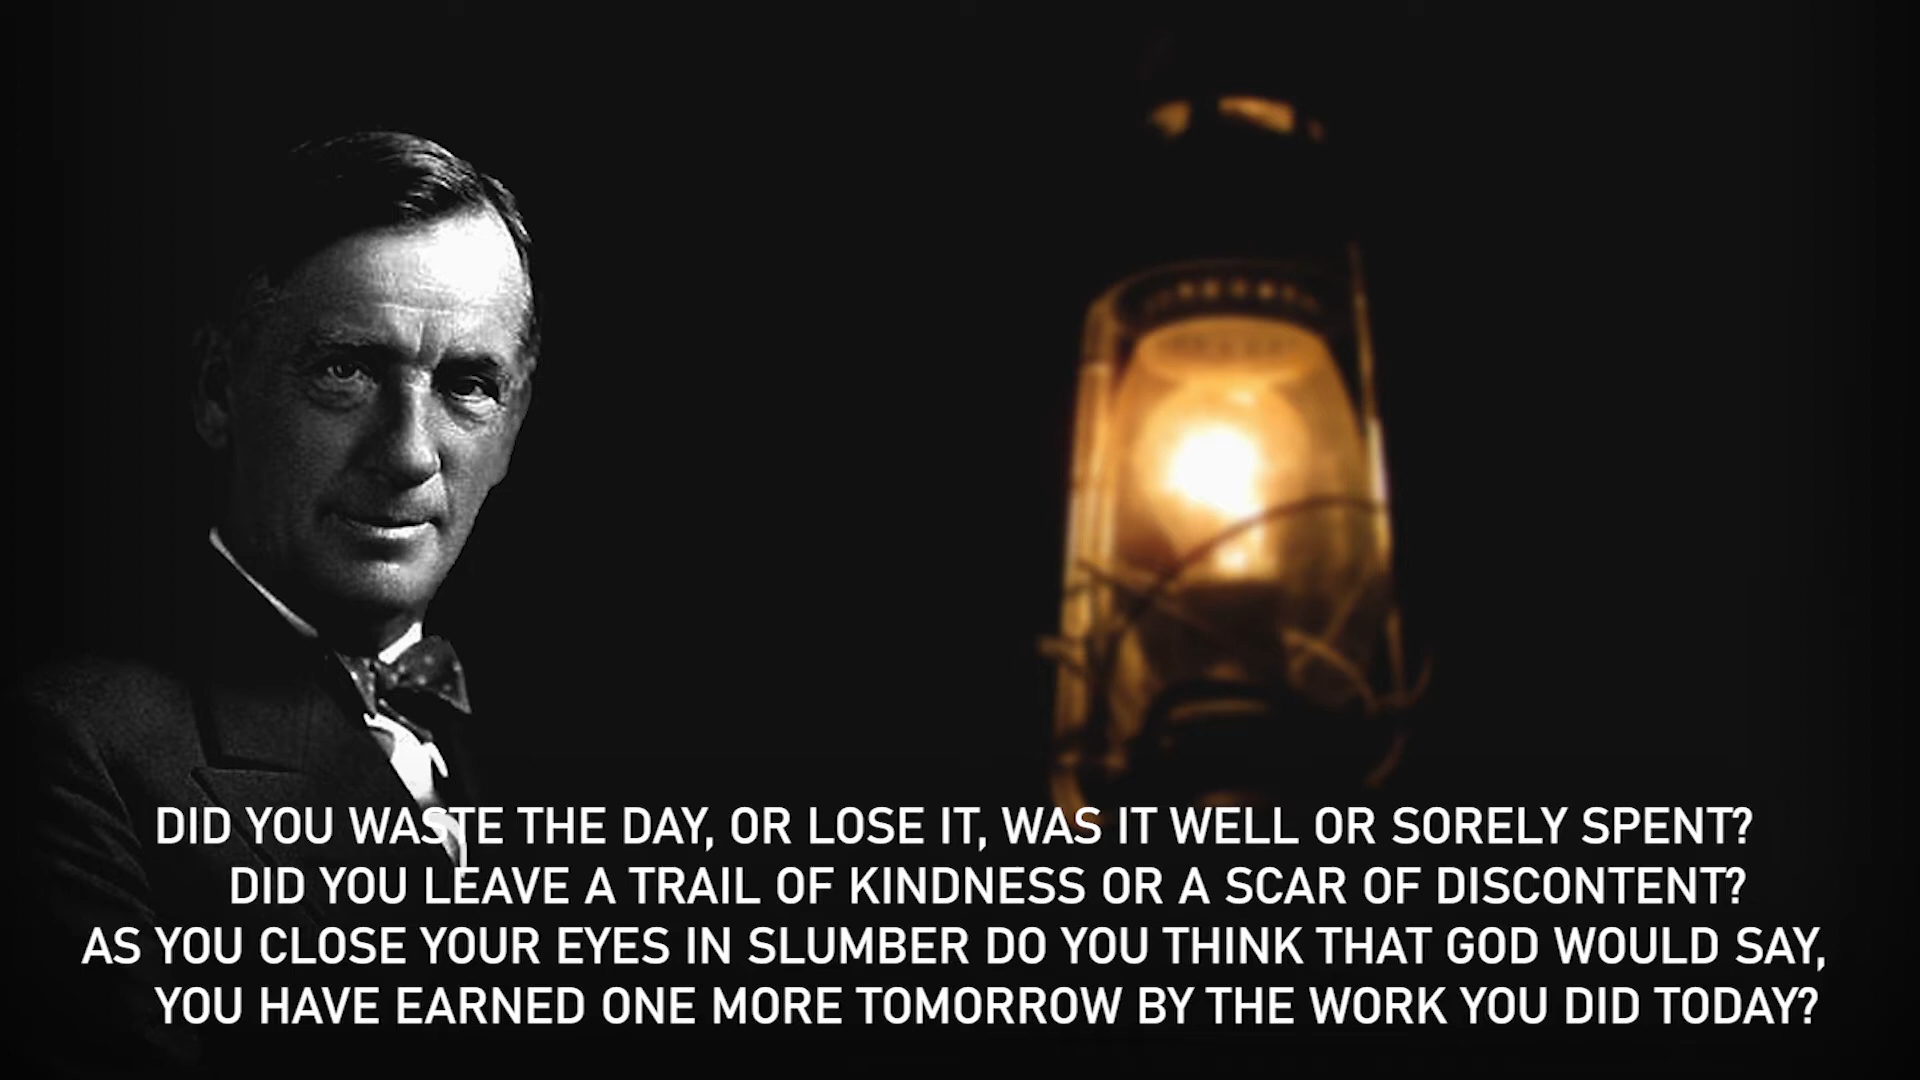 DID YOU WASTE THE DAY, OR LOSE IT, WAS IT WELL OR SORELY SPENT?
DID YOU LEAVE A TRAIL OF KINDNESS OR A SCAR OF DISCONTENT?
AS YOU CLOSE YOUR EYES IN SLUMBER DO YOU THINK THAT GOD WOULD SAY,
YOU HAVE EARNED ONE MORE TOMORROW BY THE WORK YOU DID TODAY?